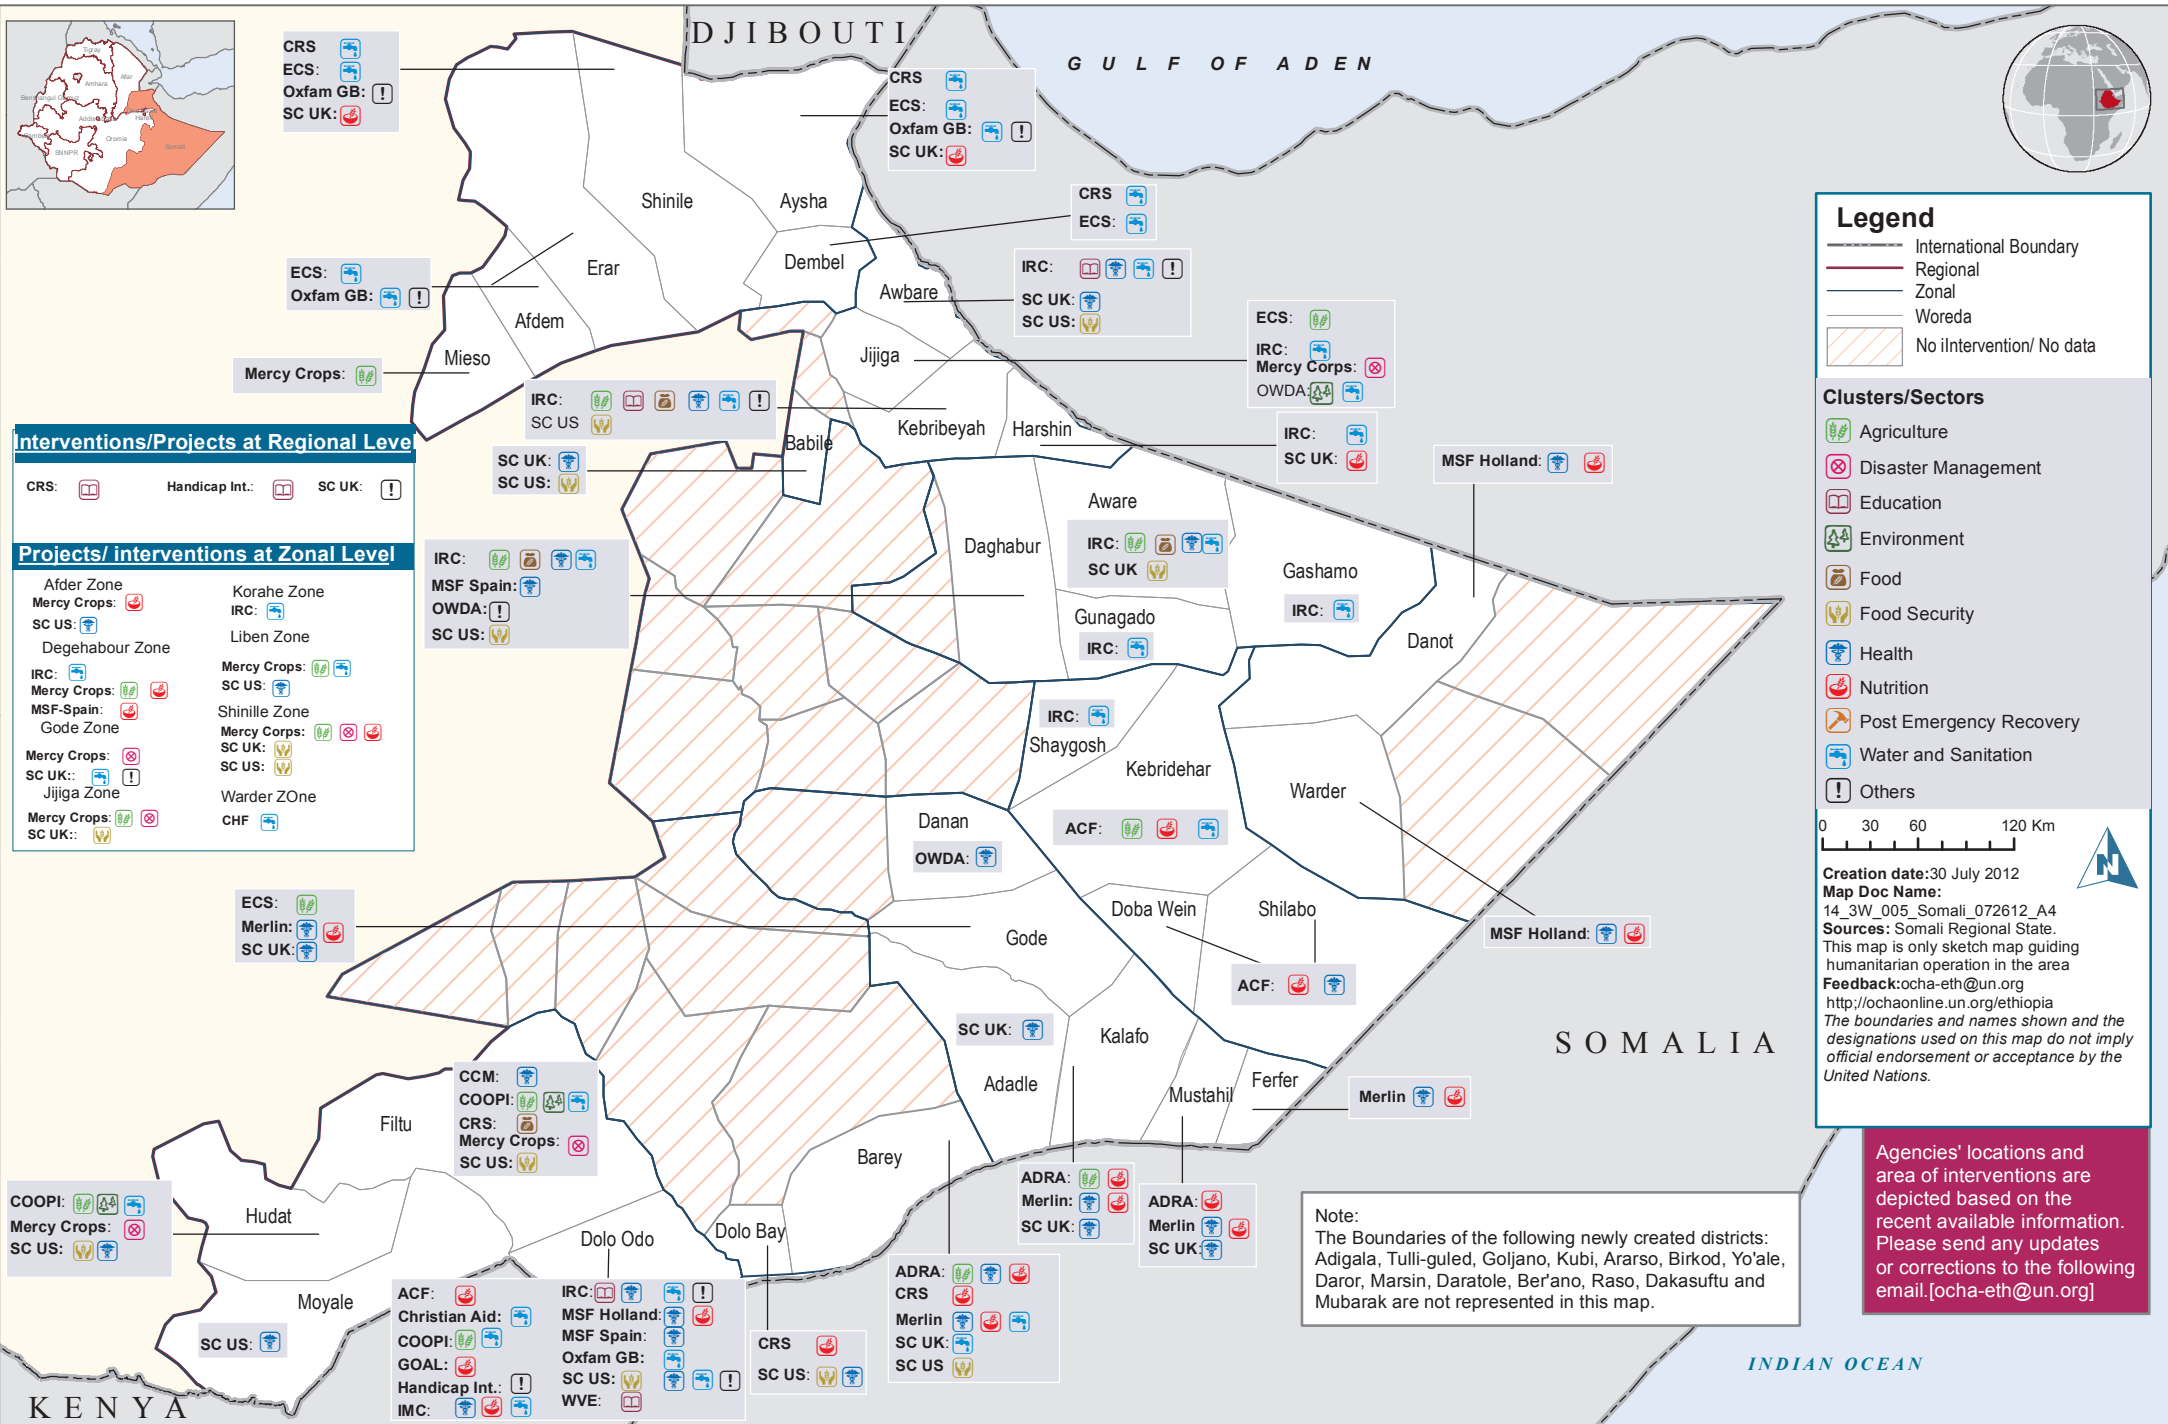 DJIBOUTI
GULF OF ADEN
Tigray
Afar
Amhara
Oromia
SNNPR
Somali
CRS
ECS:
Oxfam GB:
SC UK:
CRS
ECS:
Oxfam GB:
SC UK:
CRS
ECS:
IRC:
SC UK:
SC US:
ECS:
IRC:
Mercy Corps:
OWDA:
ECS:
Oxfam GB:
Mercy Crops:
IRC:
SC US
SC UK:
SC US:
IRC:
SC UK:
MSF Holland:
Shinile
Aysha
Dembel
Erar
Afdem
Mieso
Awbare
Jijiga
Kebribeyah
Harshin
Babile
Aware
IRC:
SC UK
Daghabur
Gashamo
IRC:
Gunagado
IRC:
Danot
IRC:
MSF Spain:
OWDA:
SC US:
IRC:
Shaygosh
Kebridehar
ACF:
Warder
Danan
OWDA:
Doba Wein
Shilabo
Gode
ACF:
MSF Holland:
ECS:
Merlin:
SC UK:
SC UK:
Kalafo
Adadle
Mustahil
Ferfer
Merlin
Barey
Filtu
CCM:
COOPI:
CRS:
Mercy Crops:
SC US:
COOPI:
Mercy Crops:
SC US:
Hudat
Moyale
SC US:
Dolo Odo
Dolo Bay
ACF:
Christian Aid:
COOPI:
GOAL:
Handicap Int.:
IMC:
IRC:
MSF Holland:
MSF Spain:
Oxfam GB:
SC US:
WVE:
CRS
SC US:
ADRA:
CRS
Merlin
SC UK:
SC US
ADRA:
Merlin:
SC UK:
ADRA:
Merlin
SC UK:
SOMALIA
KENYA
INDIAN OCEAN
Interventions/Projects at Regional Level
CRS: Handicap Int.: SC UK:
Projects/ interventions at Zonal Level
Afder Zone
Mercy Crops:
SC US:
Degehabour Zone
IRC:
Mercy Crops:
MSF-Spain:
Gode Zone
Mercy Crops:
SC UK::
Jijiga Zone
Mercy Crops:
SC UK::
Korahe Zone
IRC:
Liben Zone
Mercy Crops:
SC US:
Shinille Zone
Mercy Corps:
SC UK:
SC US:
Warder ZOne
CHF
Legend
International Boundary
Regional
Zonal
Woreda
No iIntervention/ No data
Clusters/Sectors
Agriculture
Disaster Management
Education
Environment
Food
Food Security
Health
Nutrition
Post Emergency Recovery
Water and Sanitation
Others
0 30 60 120 Km
N
Creation date:30 July 2012
Map Doc Name:
14_3W_005_Somali_072612_A4
Sources: Somali Regional State.
This map is only sketch map guiding
humanitarian operation in the area
Feedback:ocha-eth@un.org
http;//ochaonline.un.org/ethiopia
The boundaries and names shown and the
designations used on this map do not imply
official endorsement or acceptance by the
United Nations.
Agencies' locations and
area of interventions are
depicted based on the
recent available information.
Please send any updates
or corrections to the following
email.[ocha-eth@un.org]
Note:
The Boundaries of the following newly created districts:
Adigala, Tulli-guled, Goljano, Kubi, Ararso, Birkod, Yo'ale,
Daror, Marsin, Daratole, Ber'ano, Raso, Dakasuftu and
Mubarak are not represented in this map.